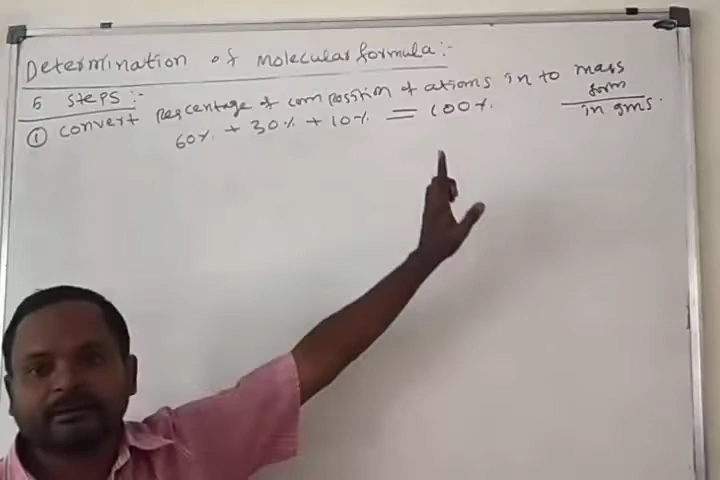 Determination of molecular formula:-
5 steps:-
① convert percentage of composition of atoms in to mass form in gms.
60% + 30% + 10% = 100%